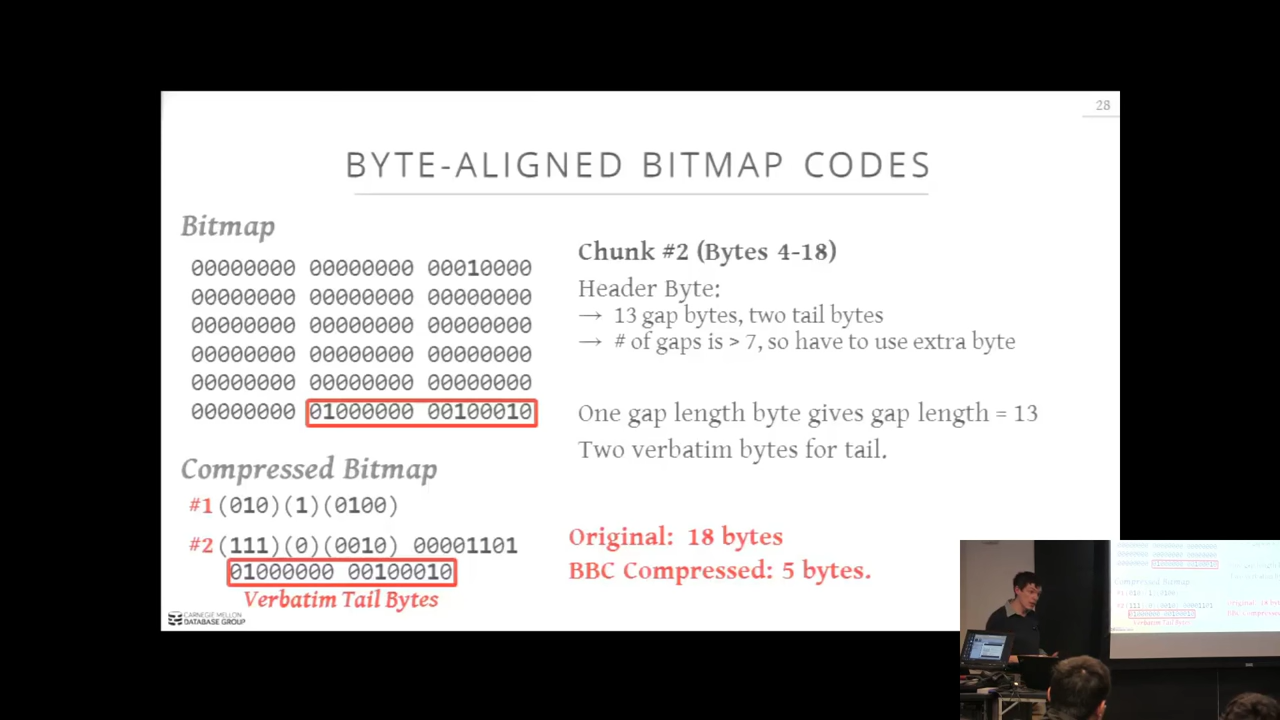 28
BYTE-ALIGNED BITMAP CODES
Bitmap
00000000 00000000 00010000
00000000 00000000 00000000
00000000 00000000 00000000
00000000 00000000 00000000
00000000 00000000 00000000
00000000 01000000 00100010
Compressed Bitmap
#1 (010)(1)(0100)
#2 (111)(0)(0010) 00001101
01000000 00100010
Verbatim Tail Bytes
CARNEGIE MELLON
DATABASE GROUP
Chunk #2 (Bytes 4-18)
Header Byte:
→ 13 gap bytes, two tail bytes
→ # of gaps is > 7, so have to use extra byte
One gap length byte gives gap length = 13
Two verbatim bytes for tail.
Original: 18 bytes
BBC Compressed: 5 bytes.